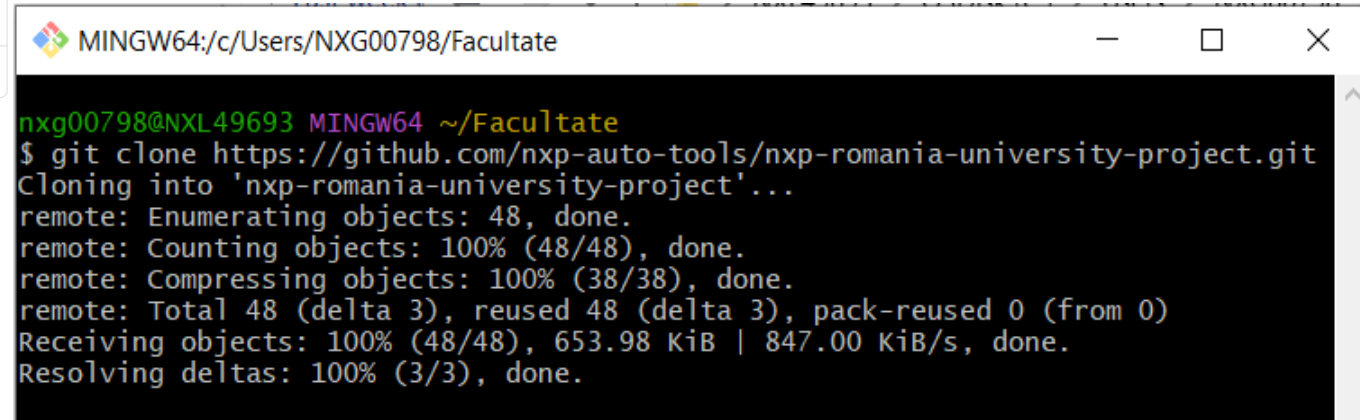 MINGW64:/c/Users/NXG00798/Facultate
nxg00798@NXL49693 MINGW64 ~/Facultate
$ git clone https://github.com/nxp-auto-tools/nxp-romania-university-project.git
Cloning into 'nxp-romania-university-project'...
remote: Enumerating objects: 48, done.
remote: Counting objects: 100% (48/48), done.
remote: Compressing objects: 100% (38/38), done.
remote: Total 48 (delta 3), reused 48 (delta 3), pack-reused 0 (from 0)
Receiving objects: 100% (48/48), 653.98 KiB | 847.00 KiB/s, done.
Resolving deltas: 100% (3/3), done.